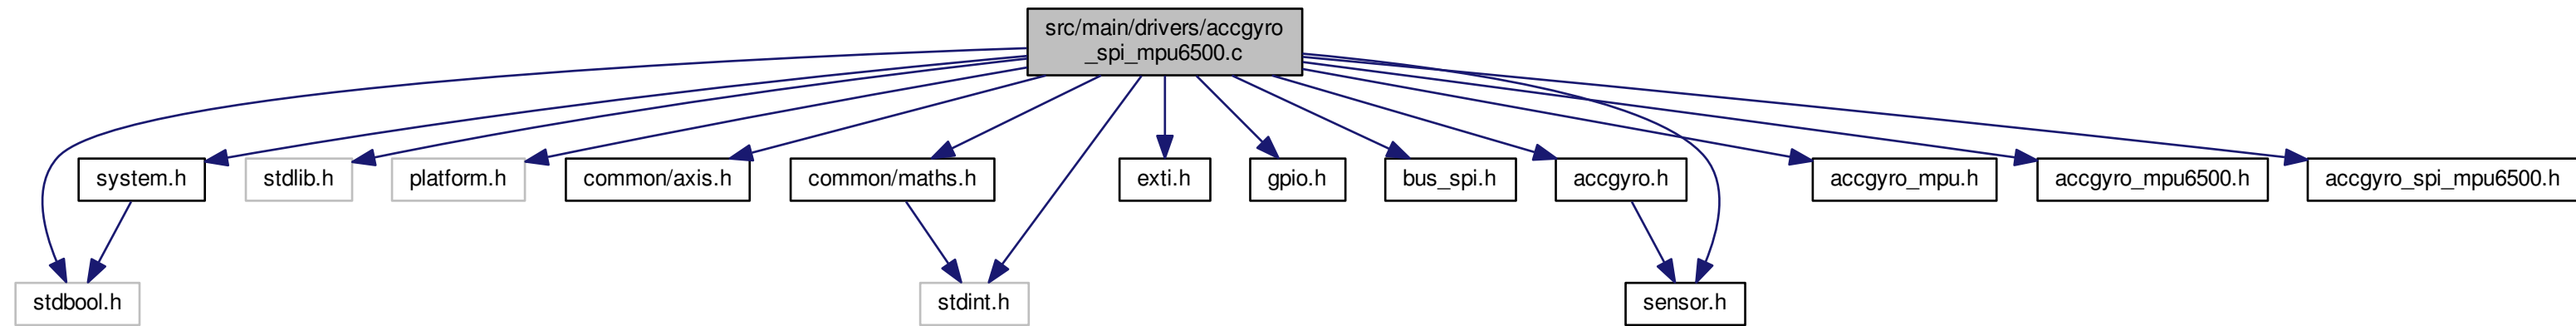 src/main/drivers/accgyro
_spi_mpu6500.c
system.h
stdlib.h
platform.h
common/axis.h
common/maths.h
exti.h
gpio.h
bus_spi.h
accgyro.h
accgyro_mpu.h
accgyro_mpu6500.h
accgyro_spi_mpu6500.h
stdbool.h
stdint.h
sensor.h